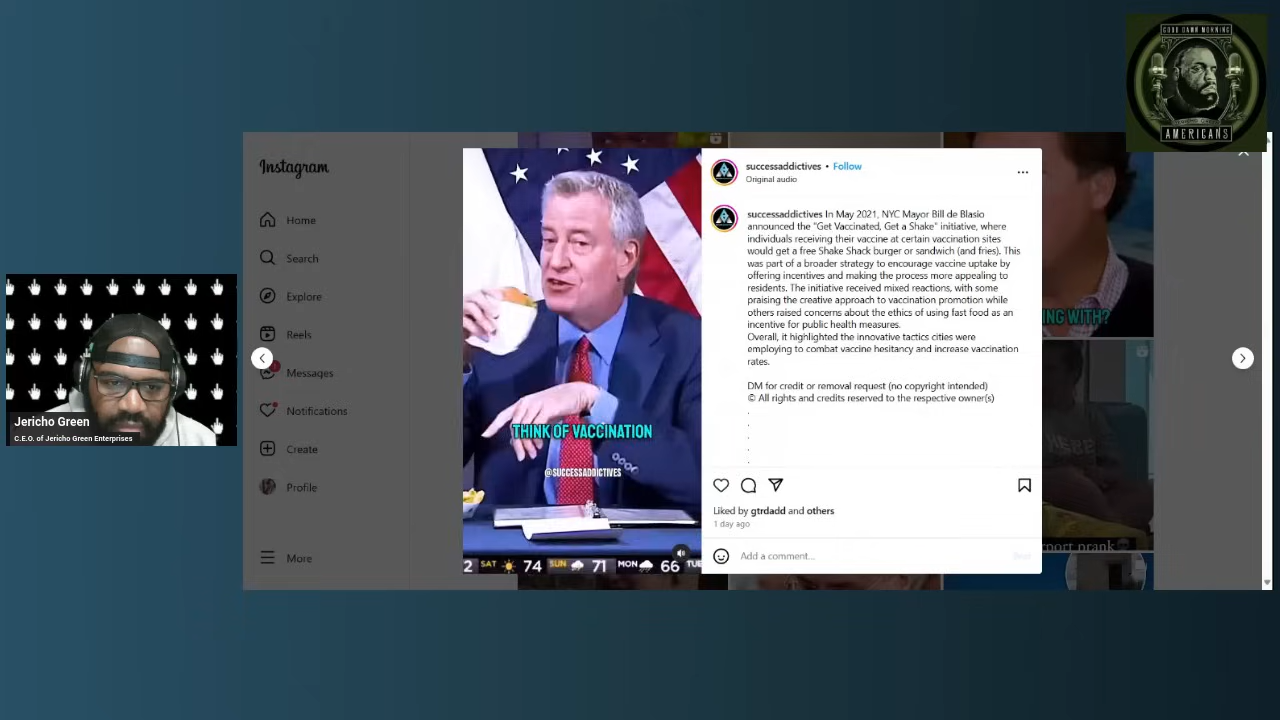 GODD DAMN MORNING
AMERICANS
Instagram
Home
Search
Explore
Reels
Messages
Notifications
Create
Profile
More
Jericho Green
C.E.O. of Jericho Green Enterprises
THINK OF VACCINATION
@SUCCESSADDICTIVES
2 SAT 74 SUN 71 MON 66 TUE
successaddictives • Follow
Original audio
successaddictives In May 2021, NYC Mayor Bill de Blasio
announced the "Get Vaccinated, Get a Shake" initiative, where
individuals receiving their vaccine at certain vaccination sites
would get a free Shake Shack burger or sandwich (and fries). This
was part of a broader strategy to encourage vaccine uptake by
offering incentives and making the process more appealing to
residents. The initiative received mixed reactions, with some
praising the creative approach to vaccination promotion while
others raised concerns about the ethics of using fast food as an
incentive for public health measures.
Overall, it highlighted the innovative tactics cities were
employing to combat vaccine hesitancy and increase vaccination
rates.
DM for credit or removal request (no copyright intended)
© All rights and credits reserved to the respective owner(s)
.
.
.
.
.
Liked by gtrdadd and others
1 day ago
Add a comment...
Post
ING WITH?
port prank